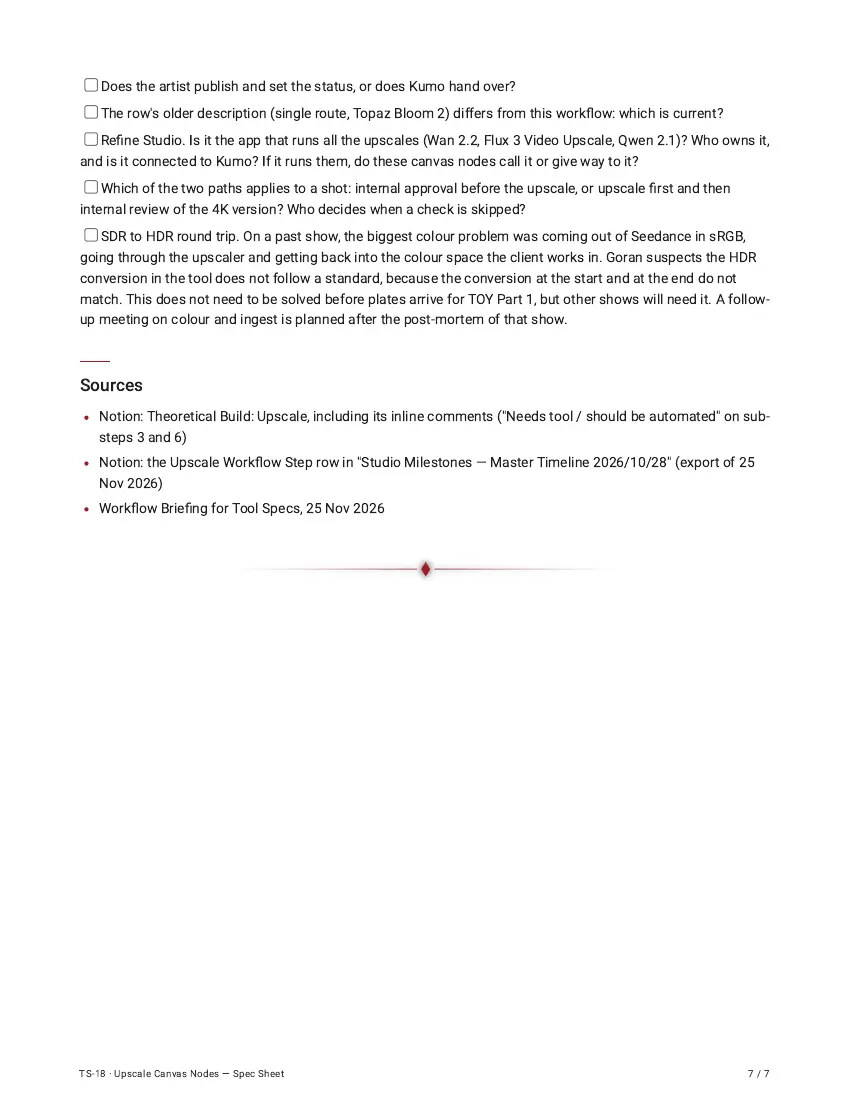 Does the artist publish and set the status, or does Kumo hand over?
The row's older description (single route, Topaz Bloom 2) differs from this workflow: which is current?
Refine Studio. Is it the app that runs all the upscales (Wan 2.2, Flux 3 Video Upscale, Qwen 2.1)? Who owns it,
and is it connected to Kumo? If it runs them, do these canvas nodes call it or give way to it?
Which of the two paths applies to a shot: internal approval before the upscale, or upscale first and then
internal review of the 4K version? Who decides when a check is skipped?
SDR to HDR round trip. On a past show, the biggest colour problem was coming out of Seedance in sRGB,
going through the upscaler and getting back into the colour space the client works in. Goran suspects the HDR
conversion in the tool does not follow a standard, because the conversion at the start and at the end do not
match. This does not need to be solved before plates arrive for TOY Part 1, but other shows will need it. A follow-
up meeting on colour and ingest is planned after the post-mortem of that show.
Sources
• Notion: Theoretical Build: Upscale, including its inline comments ("Needs tool / should be automated" on sub-
steps 3 and 6)
• Notion: the Upscale Workflow Step row in "Studio Milestones — Master Timeline 2026/10/28" (export of 25
Nov 2026)
• Workflow Briefing for Tool Specs, 25 Nov 2026
TS-18 · Upscale Canvas Nodes — Spec Sheet
7 / 7